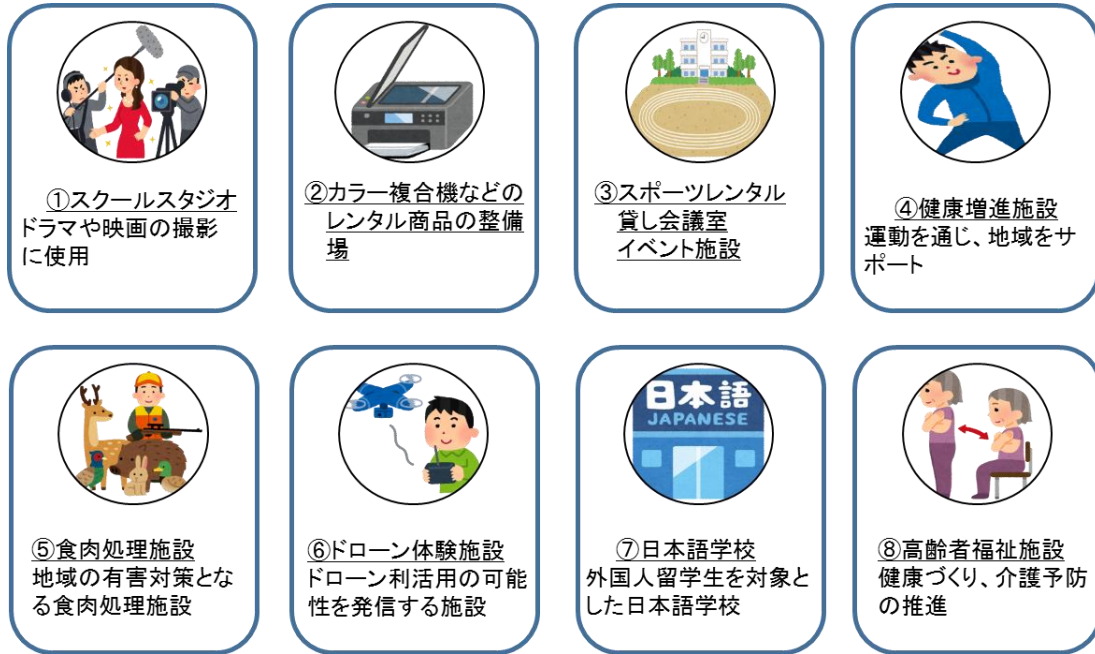 ①スクールスタジオ
ドラマや映画の撮影
に使用
②カラー複合機などの
レンタル商品の整備
場
③スポーツレンタル
貸し会議室
イベント施設
④健康増進施設
運動を通じ、地域をサ
ポート
⑤食肉処理施設
地域の有害対策とな
る食肉処理施設
⑥ドローン体験施設
ドローン利活用の可能
性を発信する施設
日本語
JAPANESE
⑦日本語学校
外国人留学生を対象と
した日本語学校
⑧高齢者福祉施設
健康づくり、介護予防
の推進